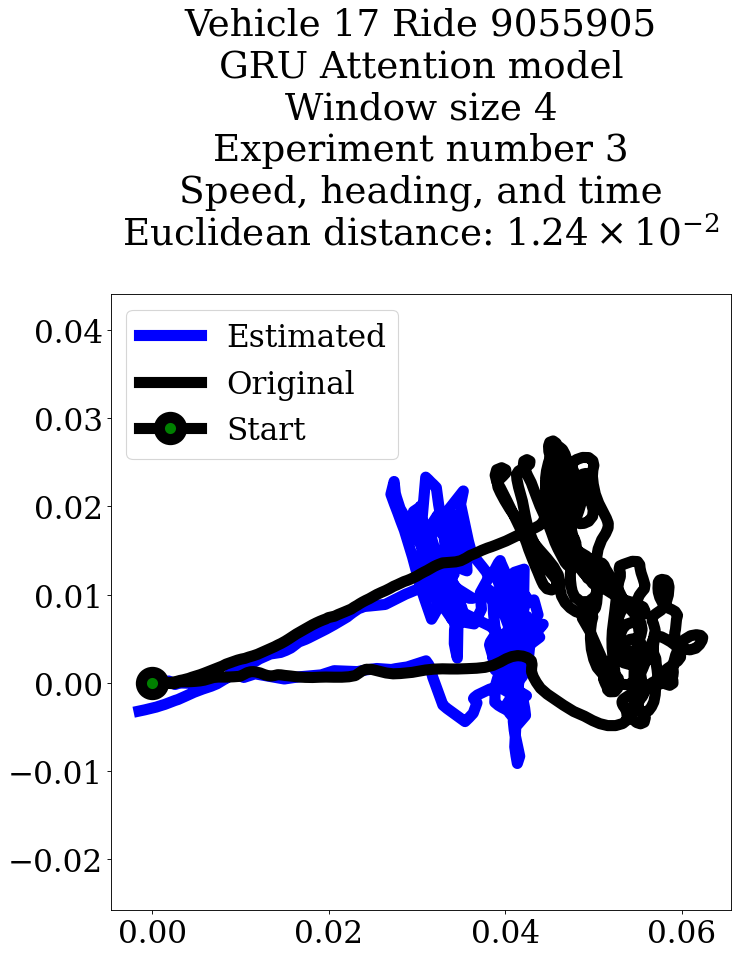 Vehicle 17 Ride 9055905
GRU Attention model
Window size 4
Experiment number 3
Speed, heading, and time
Euclidean distance: 1.24 × 10⁻²
Estimated
Original
Start
0.04
0.03
0.02
0.01
0.00
−0.01
−0.02
0.00 0.02 0.04 0.06